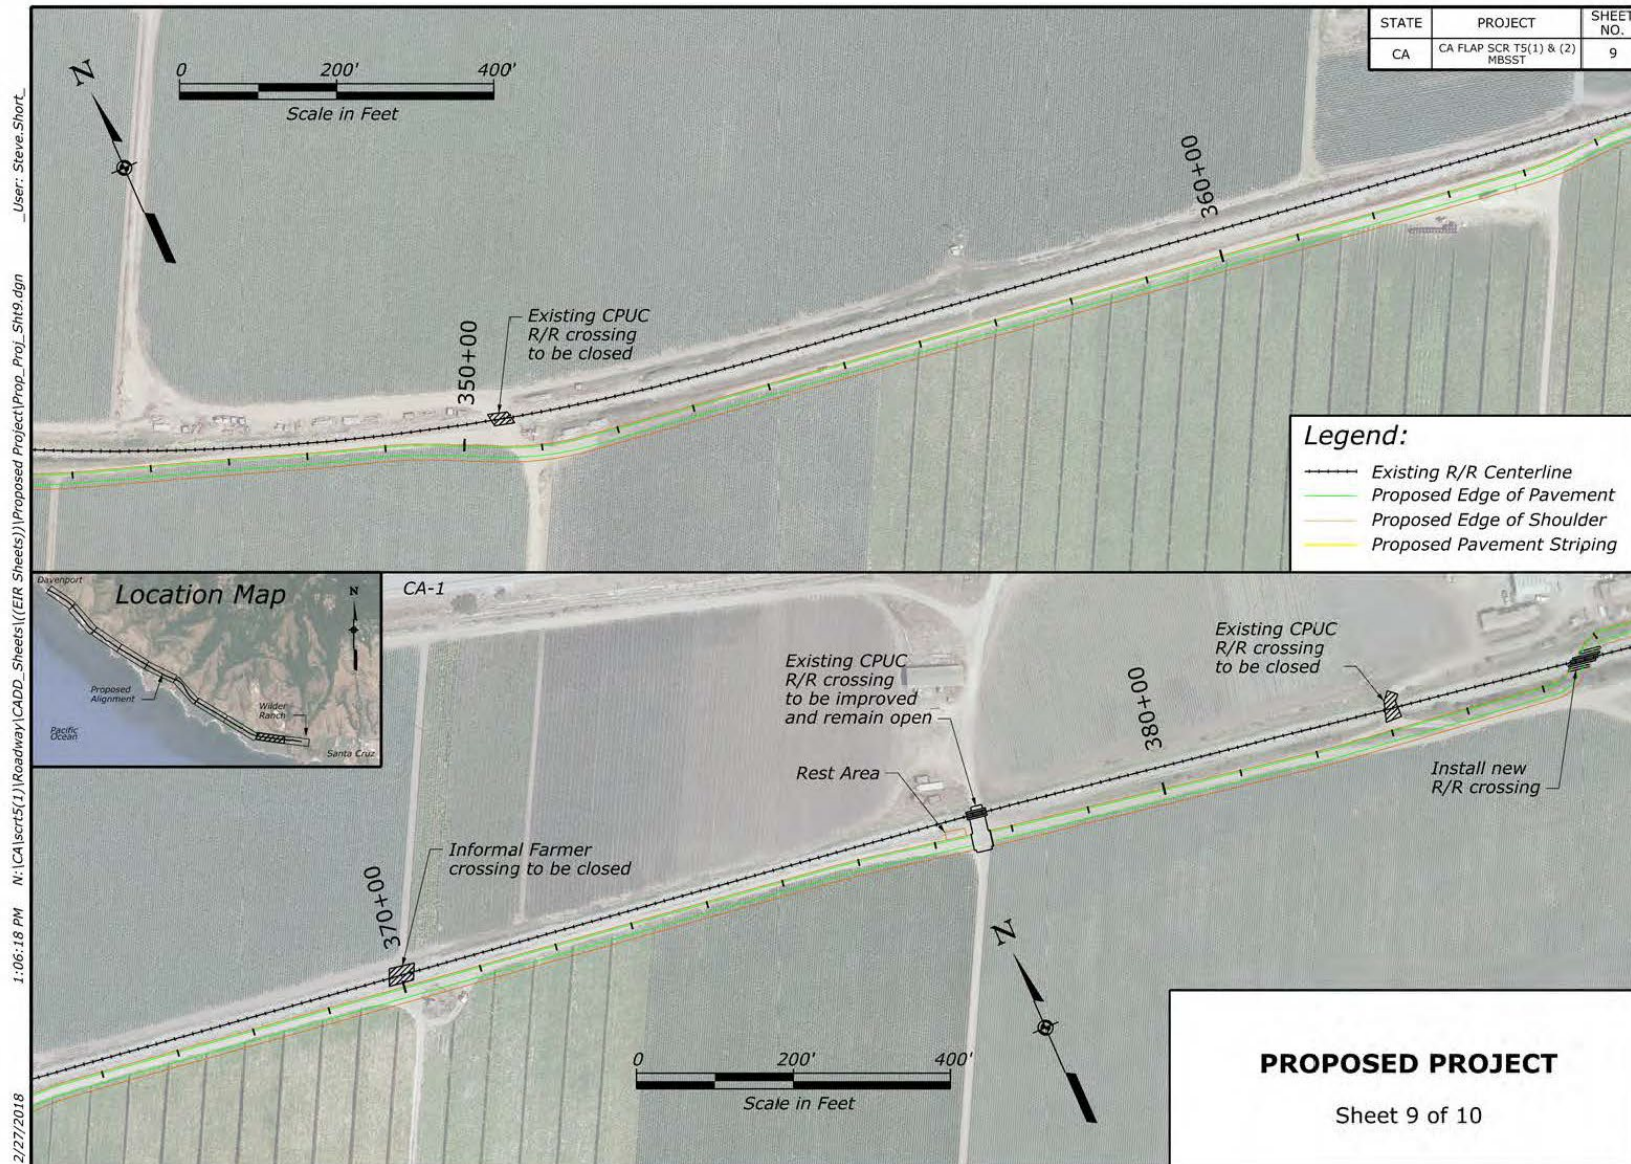 STATE PROJECT SHEET NO.
CA CA FLAP SCR T5(1) & (2) MBSST 9
_User: Steve.Short_
N:\CA\scrt5(1)\Roadway\CADD_Sheets\((EIR Sheets))\Proposed Project\Prop_Proj_Sht9.dgn
1:06:18 PM
2/27/2018
N
0 200' 400'
Scale in Feet
360+00
350+00
Existing CPUC
R/R crossing
to be closed
Legend:
Existing R/R Centerline
Proposed Edge of Pavement
Proposed Edge of Shoulder
Proposed Pavement Striping
Location Map
Davenport
N
Proposed
Alignment
Wilder
Ranch
Pacific
Ocean
Santa Cruz
CA-1
Existing CPUC
R/R crossing
to be improved
and remain open
Rest Area
380+00
Existing CPUC
R/R crossing
to be closed
Install new
R/R crossing
Informal Farmer
crossing to be closed
370+00
N
0 200' 400'
Scale in Feet
PROPOSED PROJECT
Sheet 9 of 10